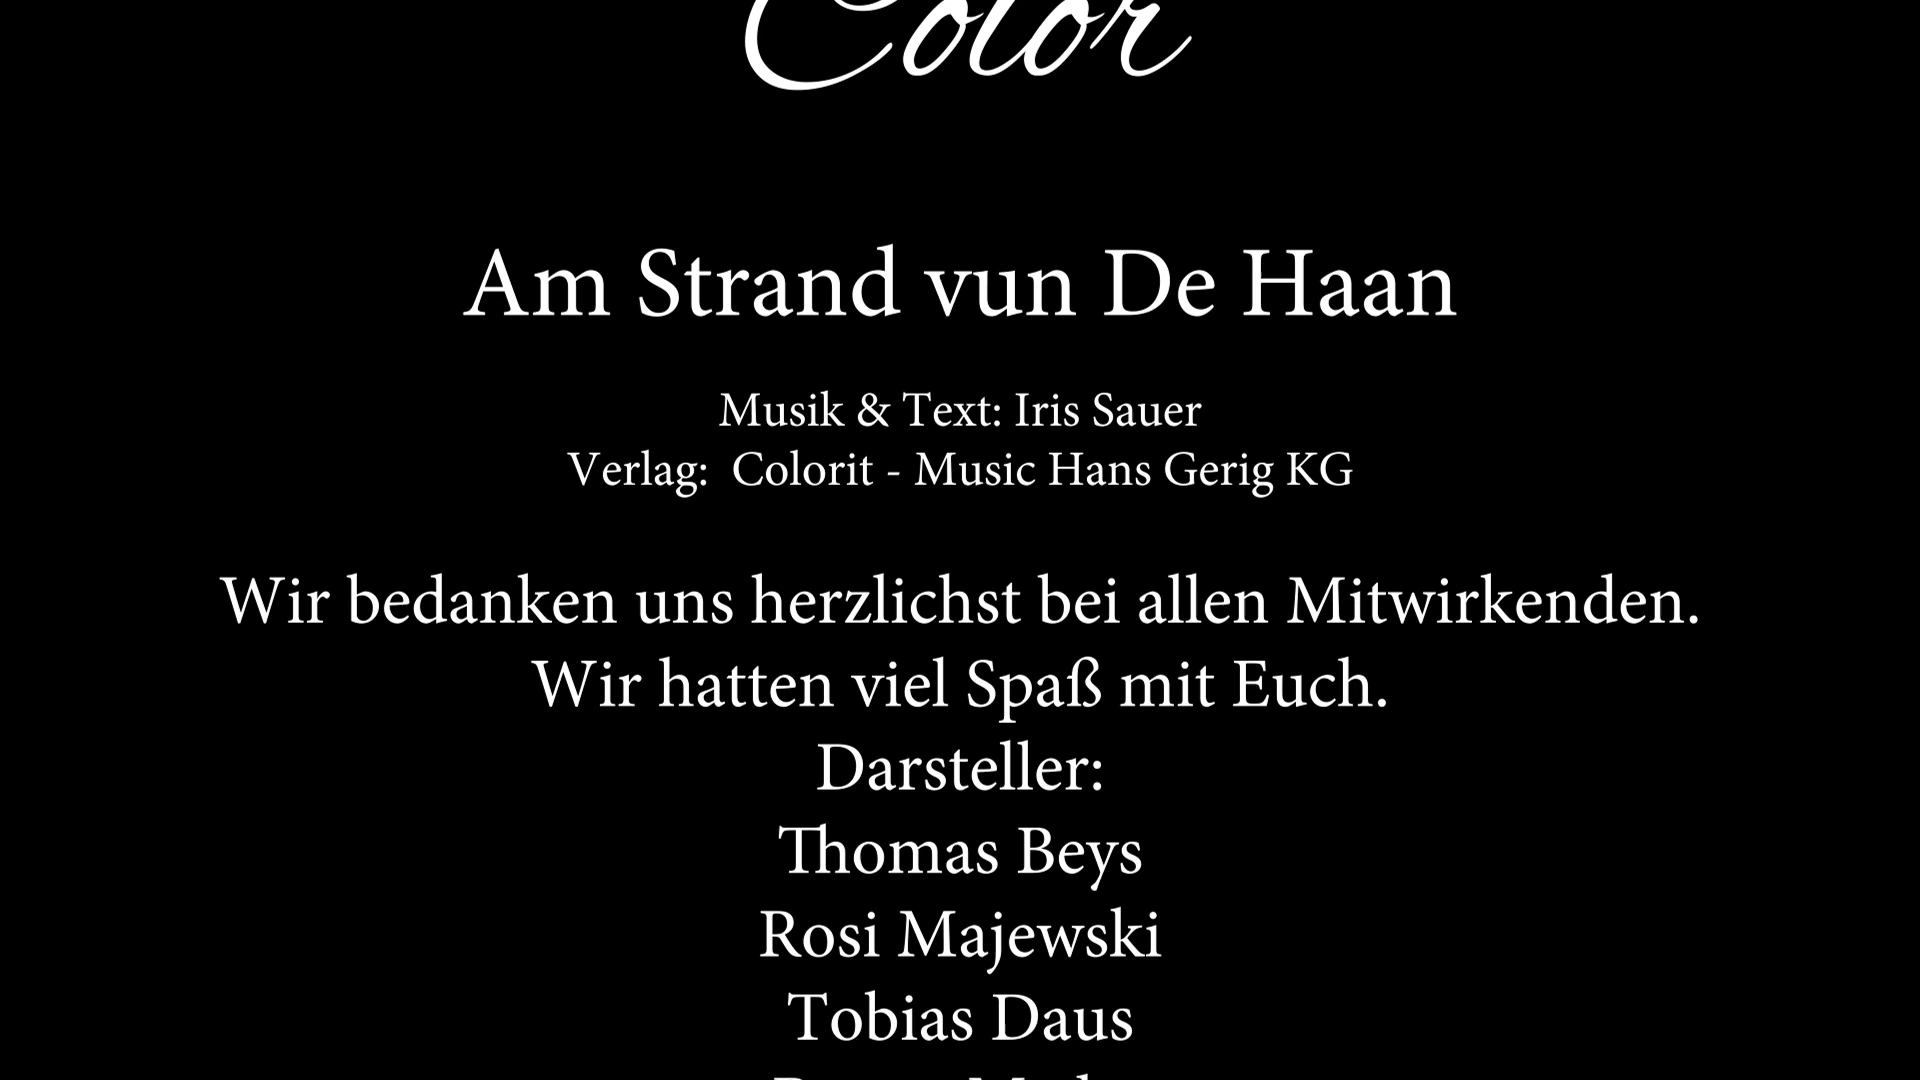 Color
Am Strand vun De Haan
Musik & Text: Iris Sauer
Verlag:  Colorit - Music Hans Gerig KG
Wir bedanken uns herzlichst bei allen Mitwirkenden.
Wir hatten viel Spaß mit Euch.
Darsteller:
Thomas Beys
Rosi Majewski
Tobias Daus